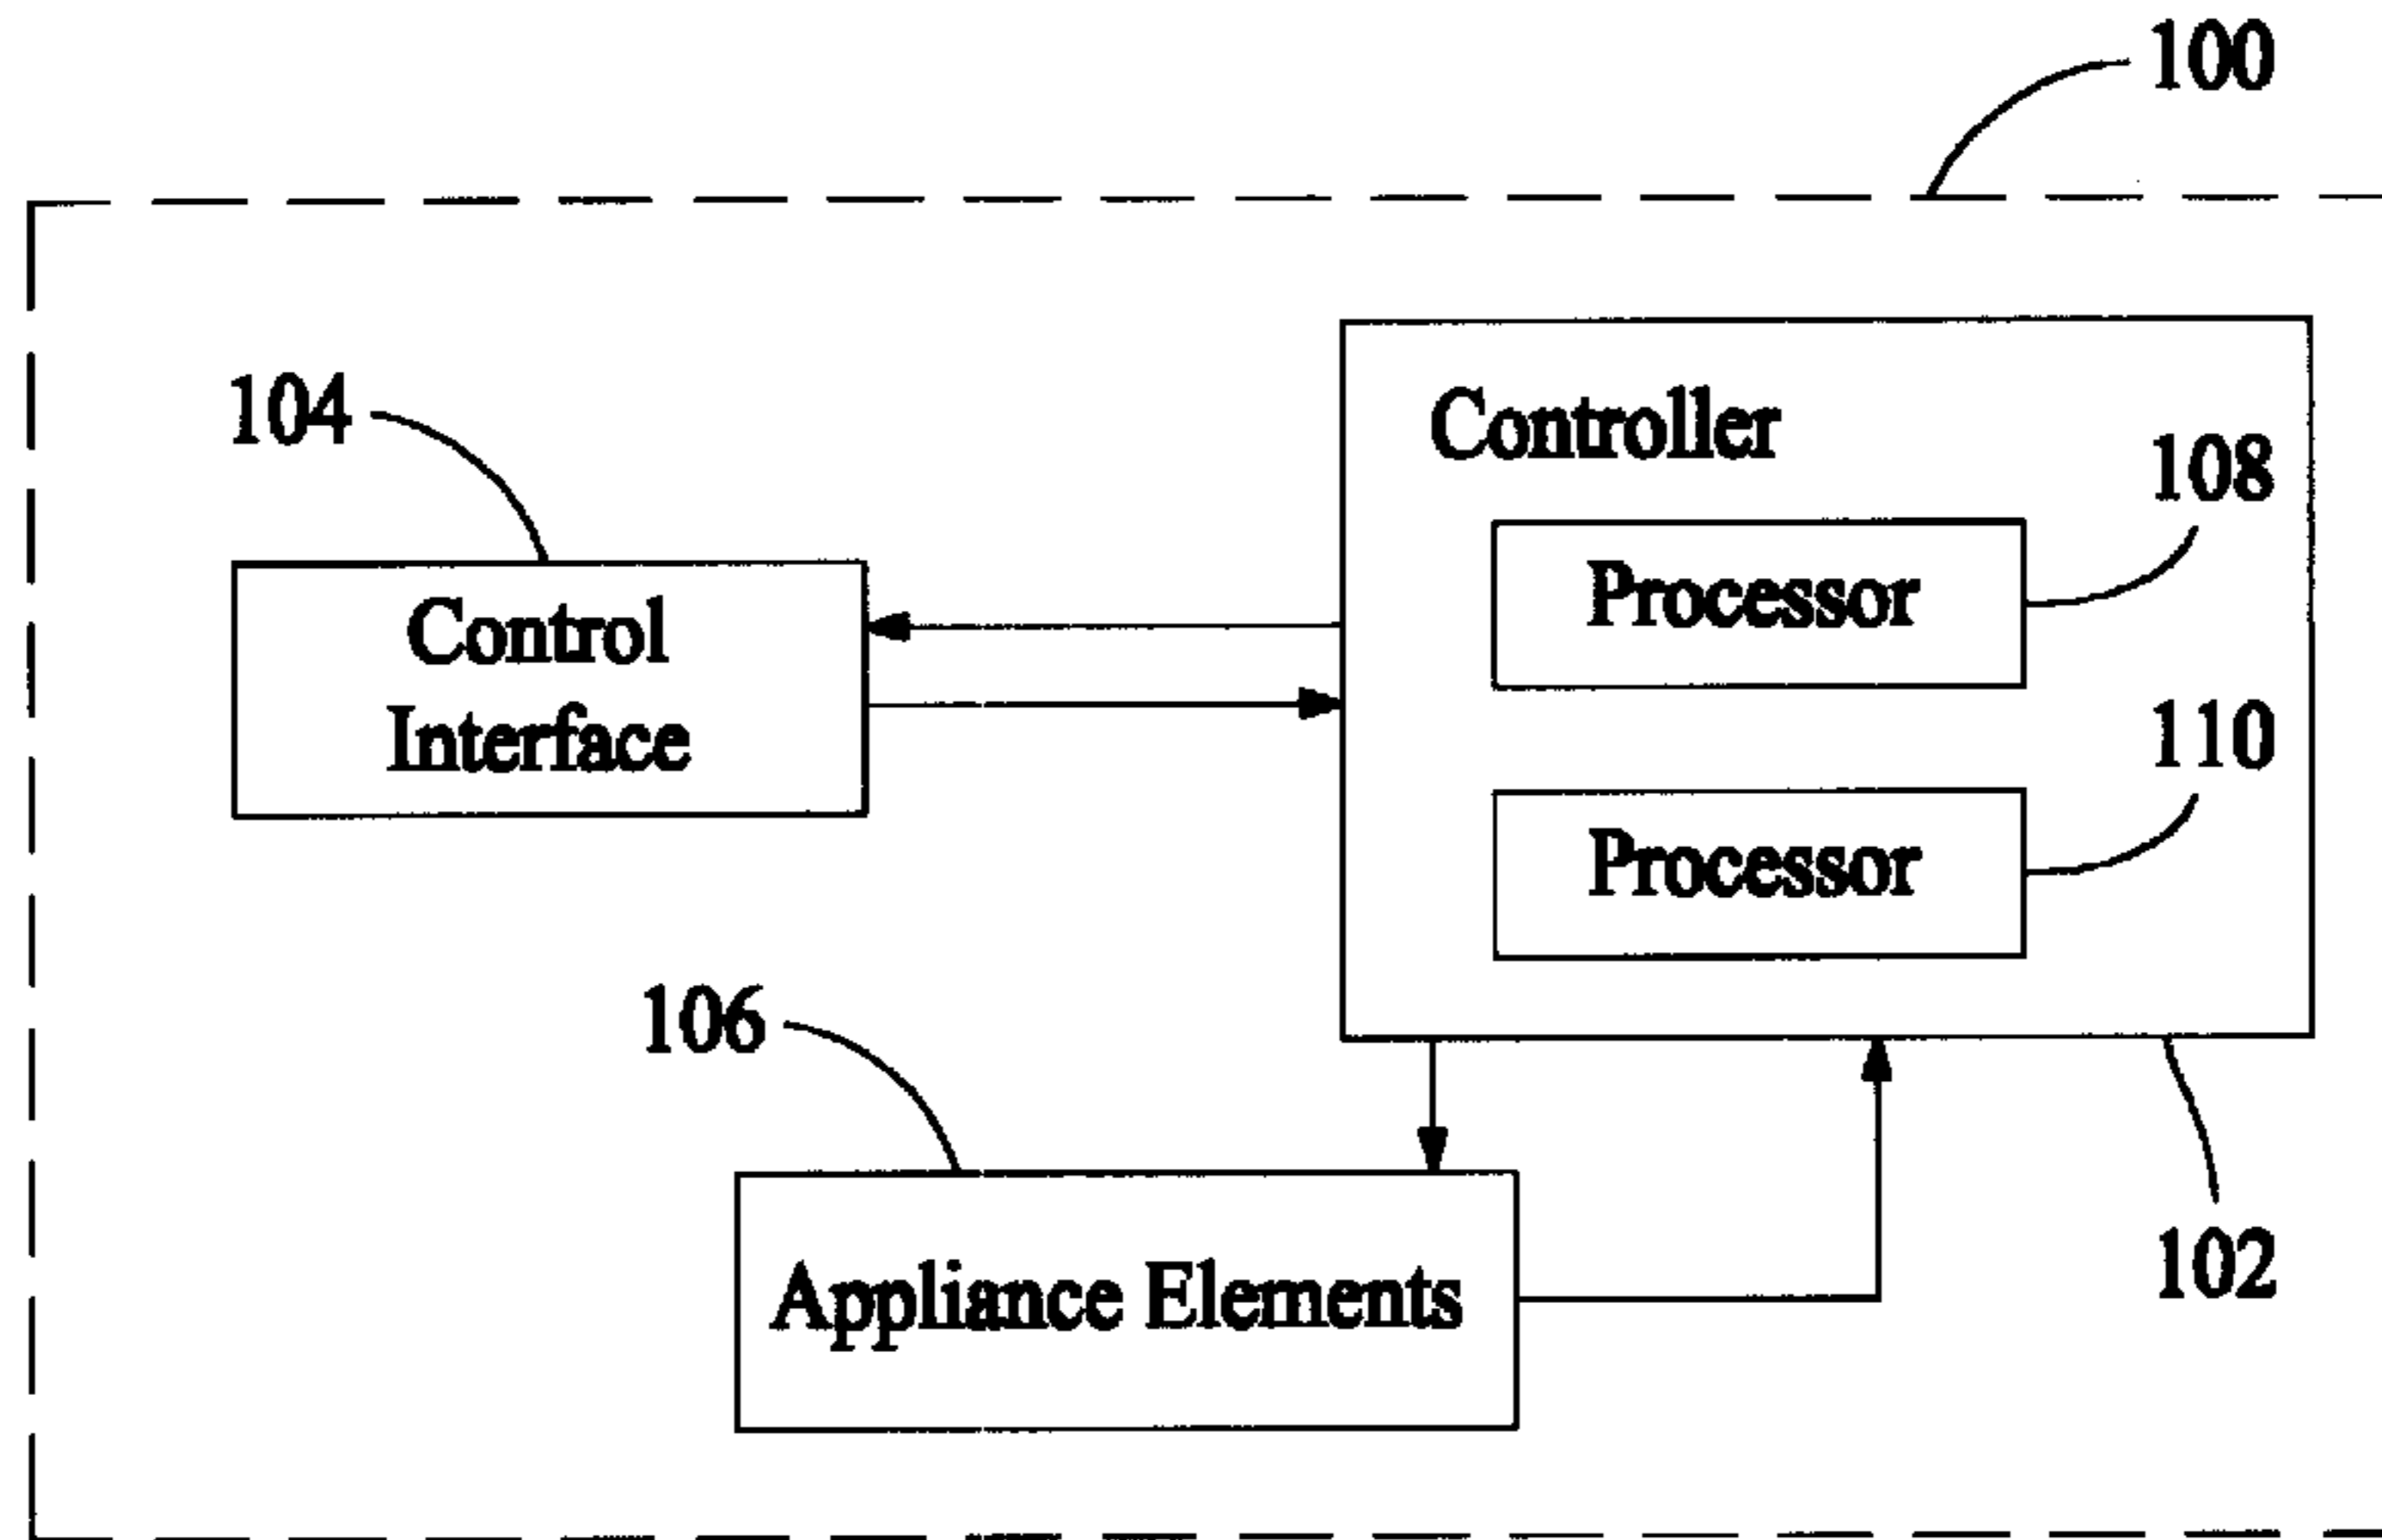 100
104
Controller
108
Processor
Control
Interface
110
Processor
106
Appliance Elements
102